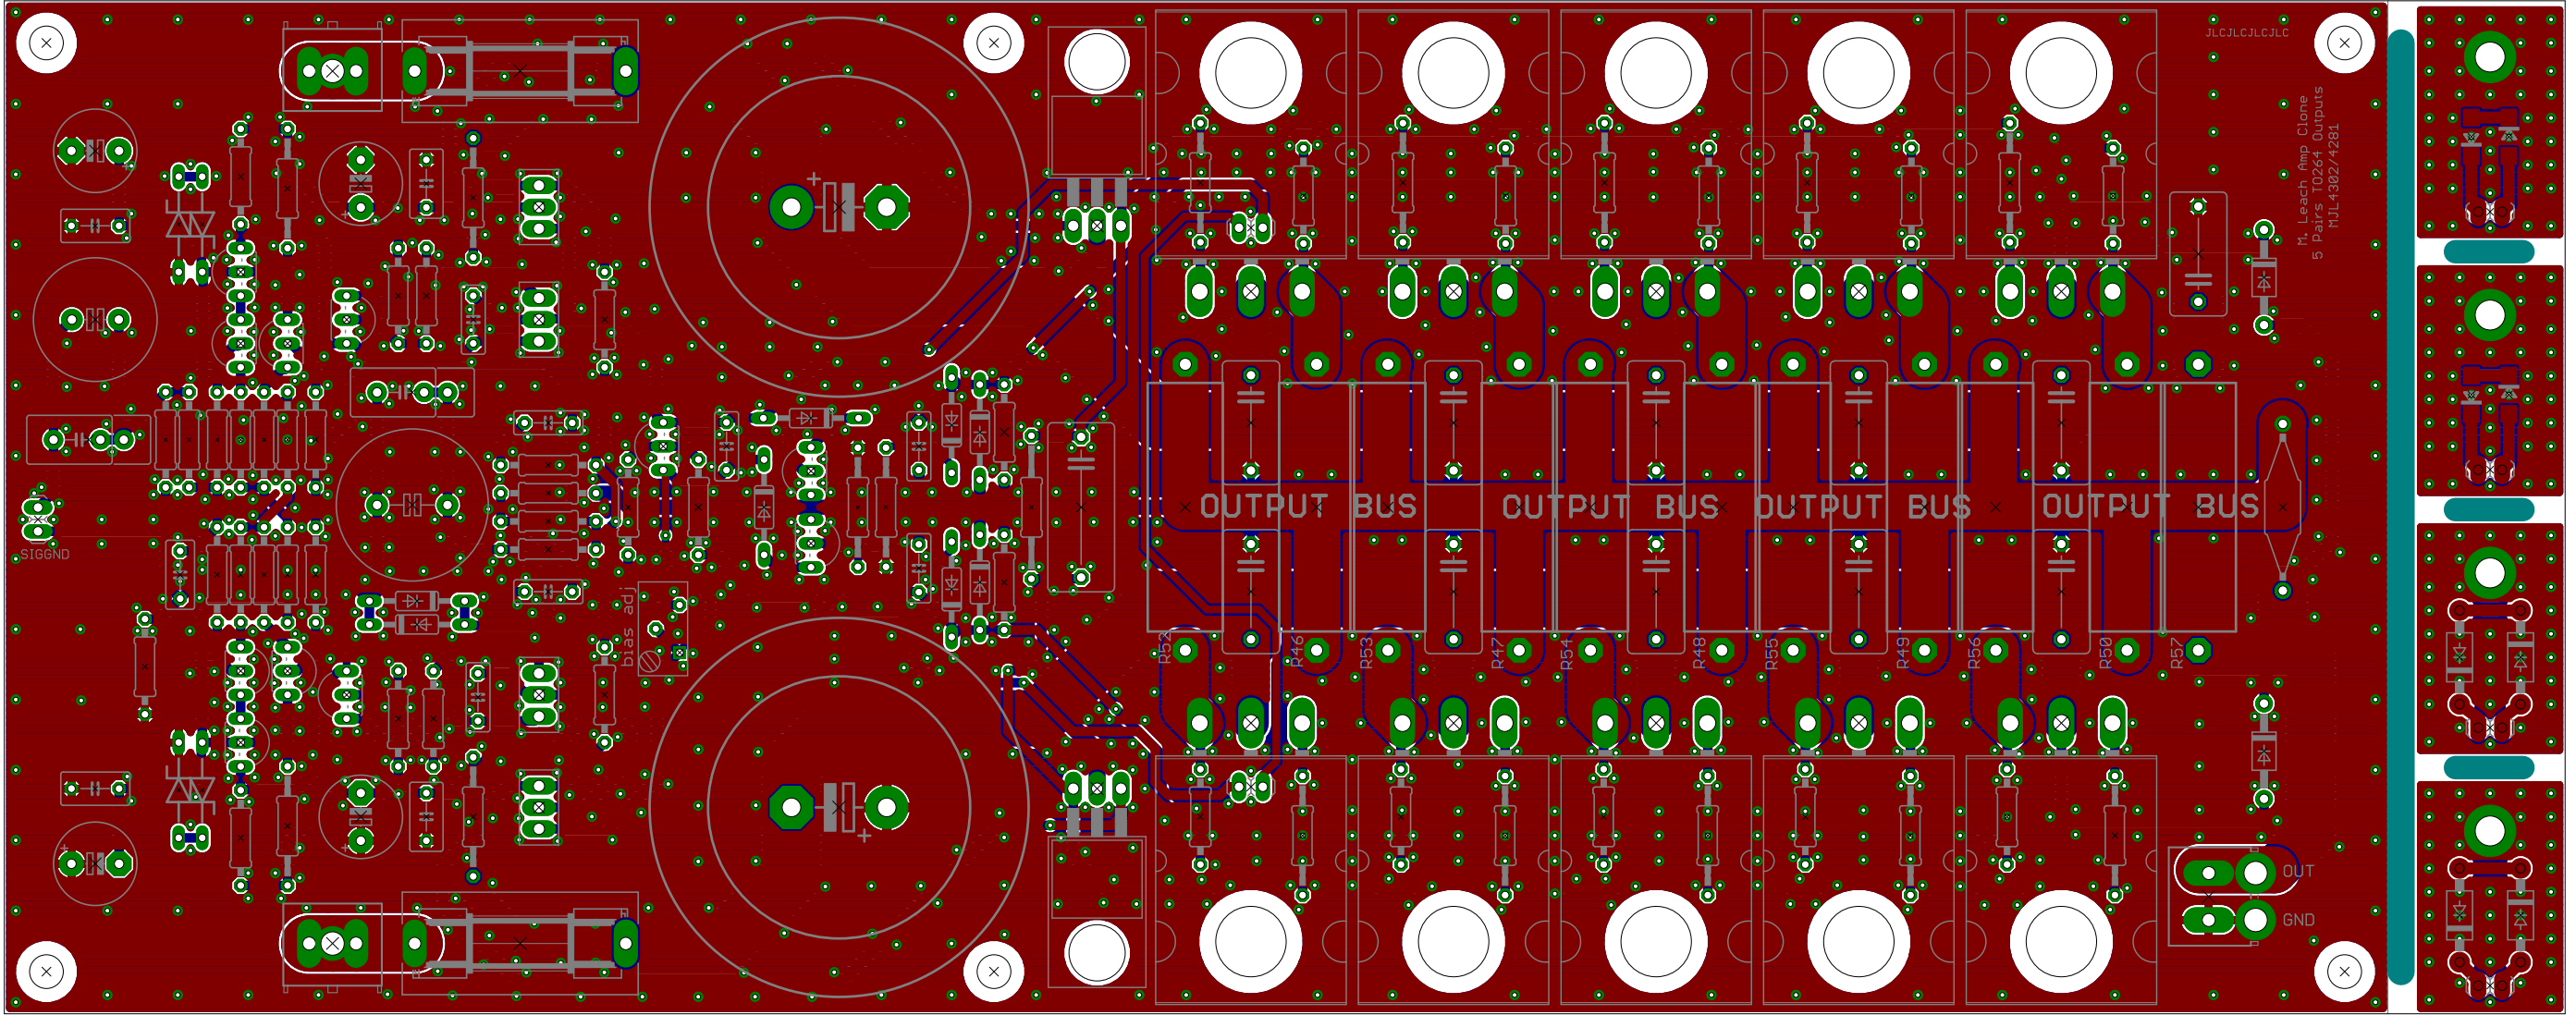 JLCJLCJLCJLC
M. Leach Amp Clone
5 Pairs TO264 Outputs
MJL4302/4281
OUTPUT BUS
OUTPUT BUS
OUTPUT BUS
OUTPUT BUS
SIGGND
bias adj
R52
R46
R53
R47
R54
R48
R55
R49
R56
R50
R57
OUT
GND